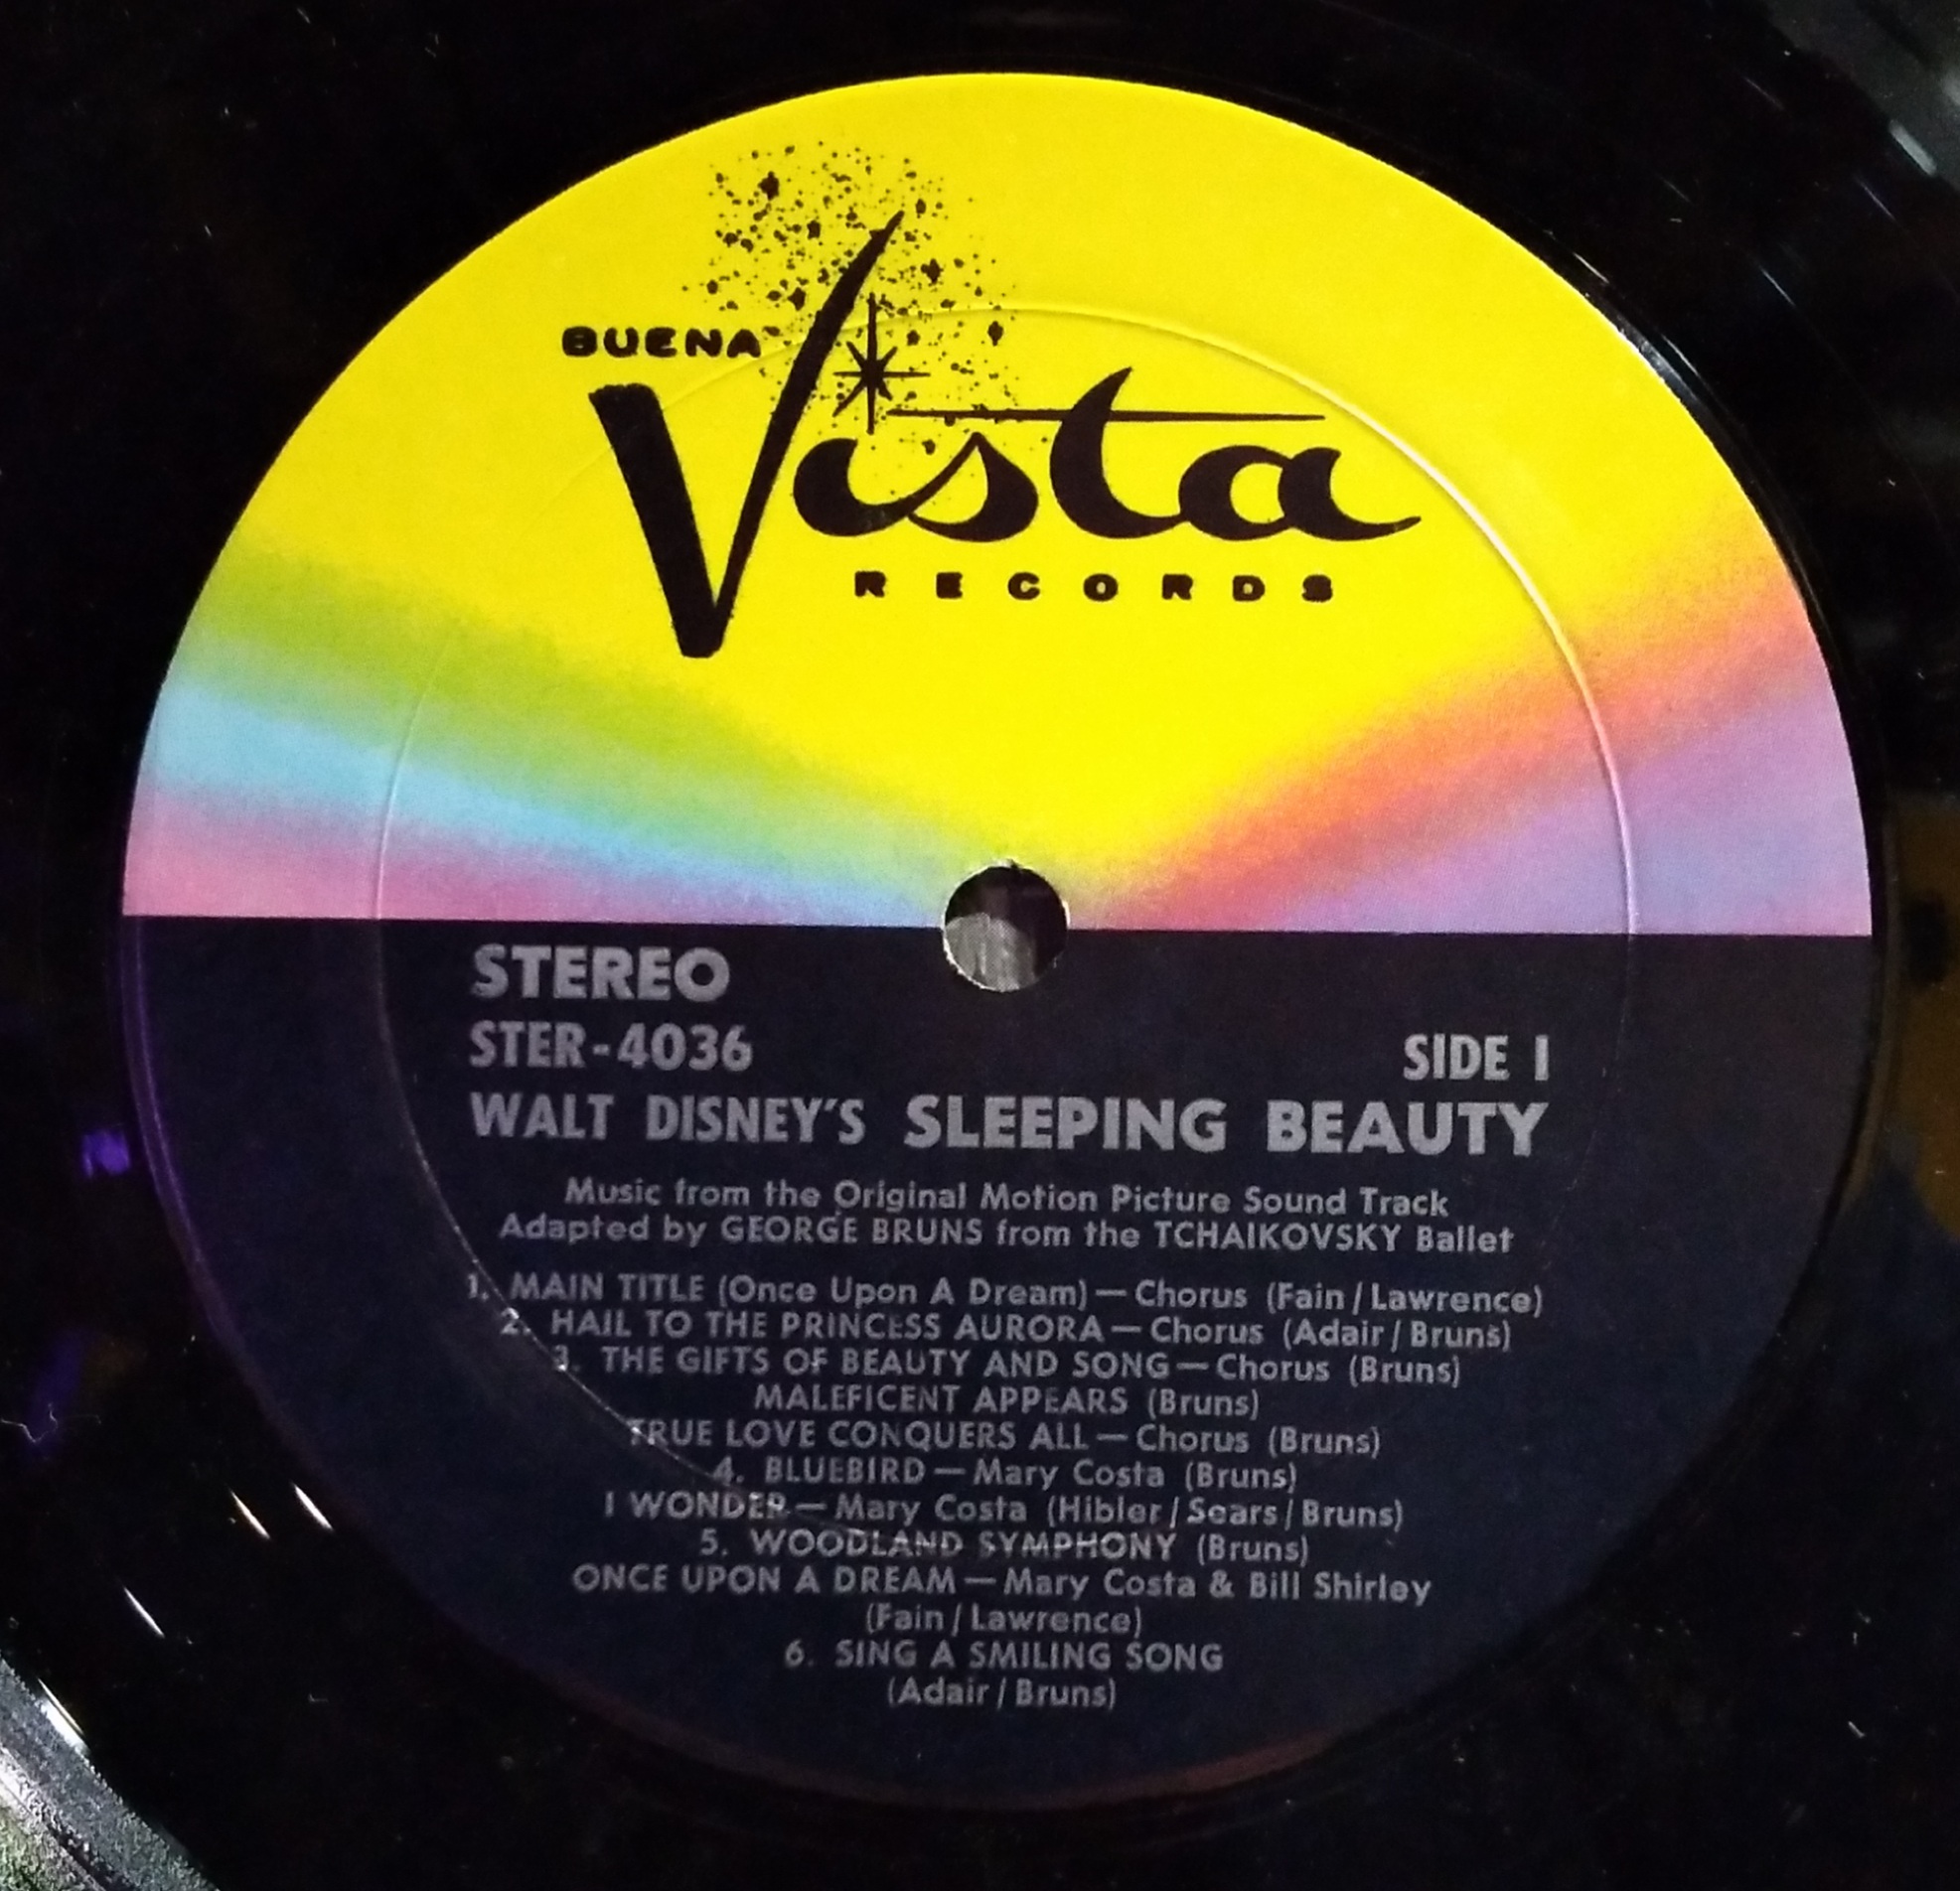 BUENA
Vista
RECORDS
STEREO
STER-4036
SIDE 1
WALT DISNEY'S SLEEPING BEAUTY
Music from the Original Motion Picture Sound Track
Adapted by GEORGE BRUNS from the TCHAIKOVSKY Ballet
1. MAIN TITLE (Once Upon A Dream) — Chorus (Fain / Lawrence)
2. HAIL TO THE PRINCESS AURORA — Chorus (Adair / Bruns)
3. THE GIFTS OF BEAUTY AND SONG — Chorus (Bruns)
MALEFICENT APPEARS (Bruns)
TRUE LOVE CONQUERS ALL — Chorus (Bruns)
4. BLUEBIRD — Mary Costa (Bruns)
I WONDER — Mary Costa (Hibler / Sears / Bruns)
5. WOODLAND SYMPHONY (Bruns)
ONCE UPON A DREAM — Mary Costa & Bill Shirley
(Fain / Lawrence)
6. SING A SMILING SONG
(Adair / Bruns)